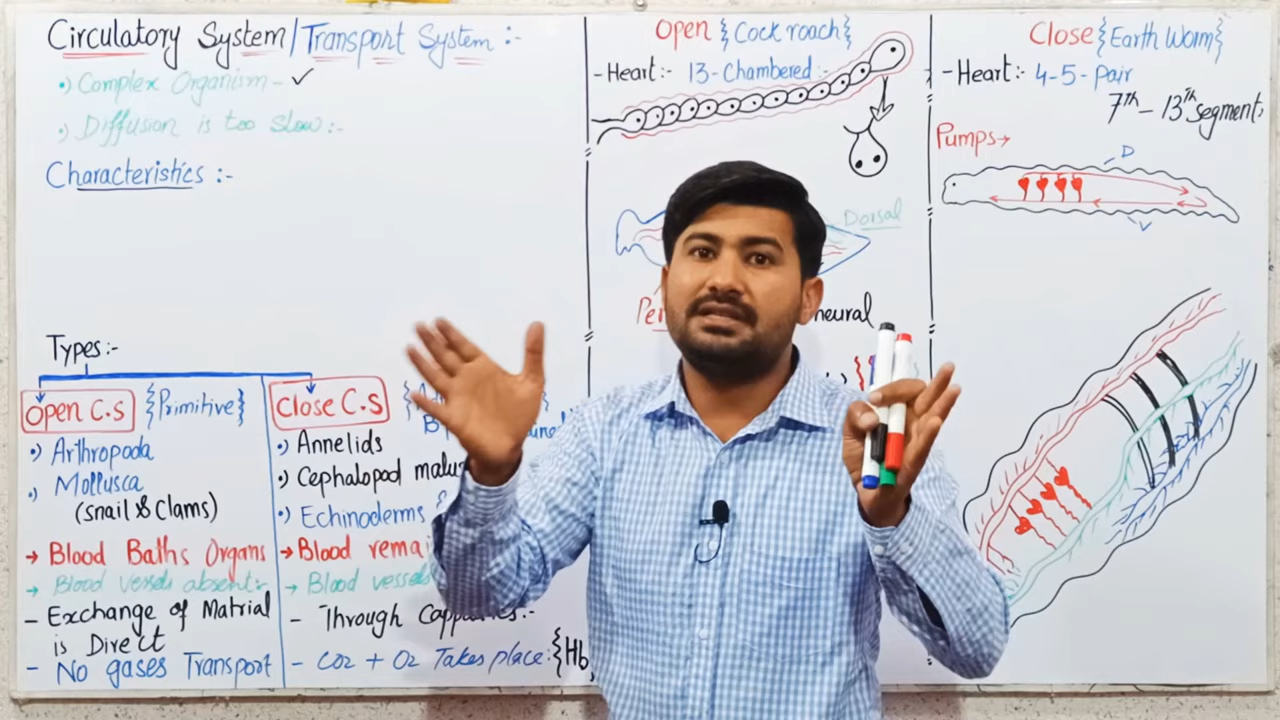 Circulatory System/Transport System :-
•) Complex Organism - ✓
•) Diffusion is too Slow:-
Characteristics :-
Types:-
Open C.S {Primitive}
•) Arthropoda
•) Mollusca
(Snail & Clams)
→ Blood Baths Organs
→ Blood vessels absent:-
- Exchange of Matrial
is Direct
- No gases Transport
Close C.S
•) Annelids
•) Cephalopod
•) Echinoderms
→ Blood
→ Blood vessels
- Through
- CO2 + O2 Takes place: {Hb
Open {Cockroach}
- Heart:- 13-Chambered:-
Dorsal
neural
Close {Earth Worm}
- Heart:- 4-5-Pair
7th - 13th segment
Pumps→
D
V